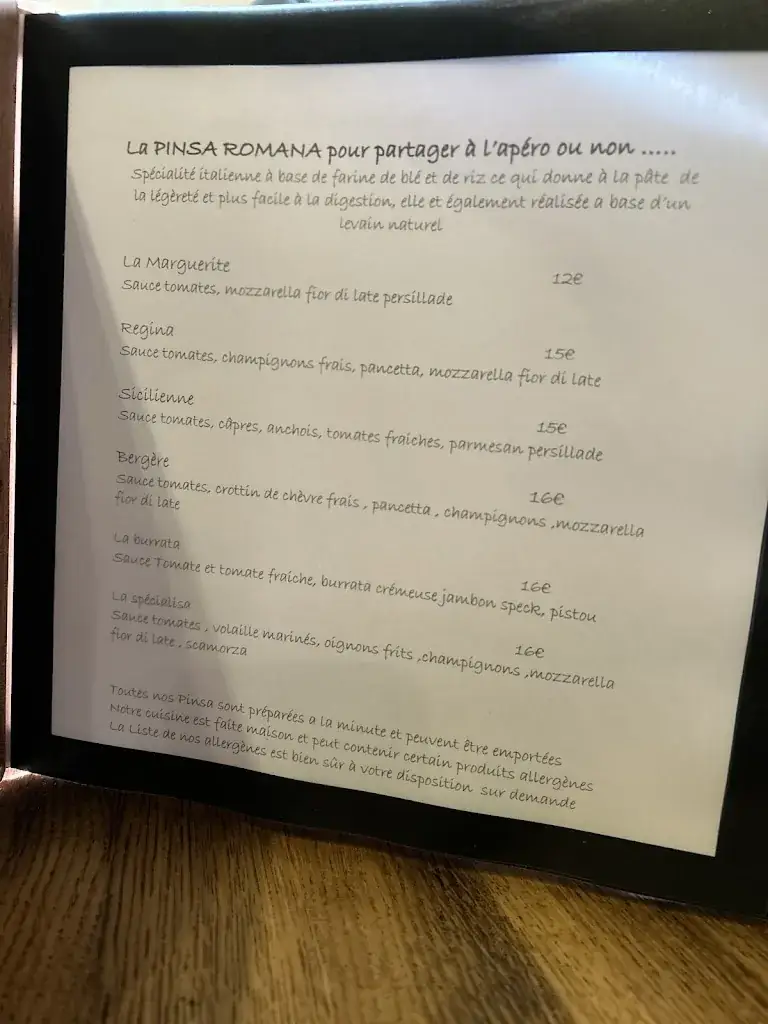 La PINSA ROMANA pour partager à l'apéro ou non .....
Spécialité italienne à base de farine de blé et de riz ce qui donne à la pâte de
la légèreté et plus facile à la digestion, elle et également réalisée a base d'un
levain naturel
La Marguerite 12€
Sauce tomates, mozzarella fior di late persillade
Regina 15€
Sauce tomates, champignons frais, pancetta, mozzarella fior di late
Sicilienne 15€
Sauce tomates, câpres, anchois, tomates fraiches, parmesan persillade
Bergère 16€
Sauce tomates, crottin de chèvre frais , pancetta , champignons ,mozzarella
fior di late
La burrata 16€
Sauce Tomate et tomate fraiche, burrata crémeuse jambon speck, pistou
La spécialisa 16€
Sauce tomates , volaille marinés, oignons frits ,champignons ,mozzarella
fior di late , scamorza
Toutes nos Pinsa sont préparées a la minute et peuvent être emportées
Notre cuisine est faite maison et peut contenir certain produits allergènes
La Liste de nos allergènes est bien sûr à votre disposition sur demande